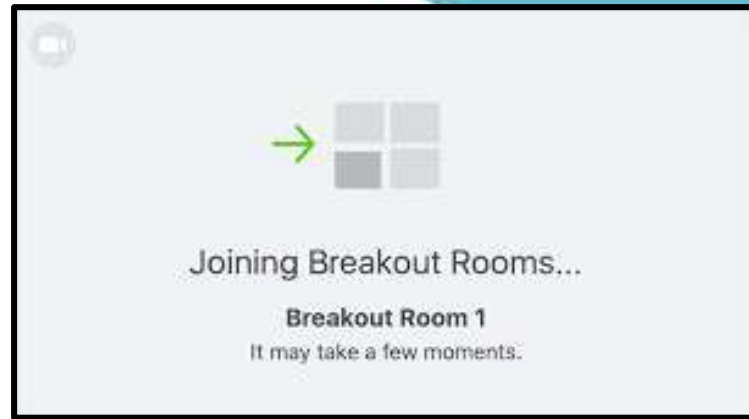 Joining Breakout Rooms...
Breakout Room 1
It may take a few moments.